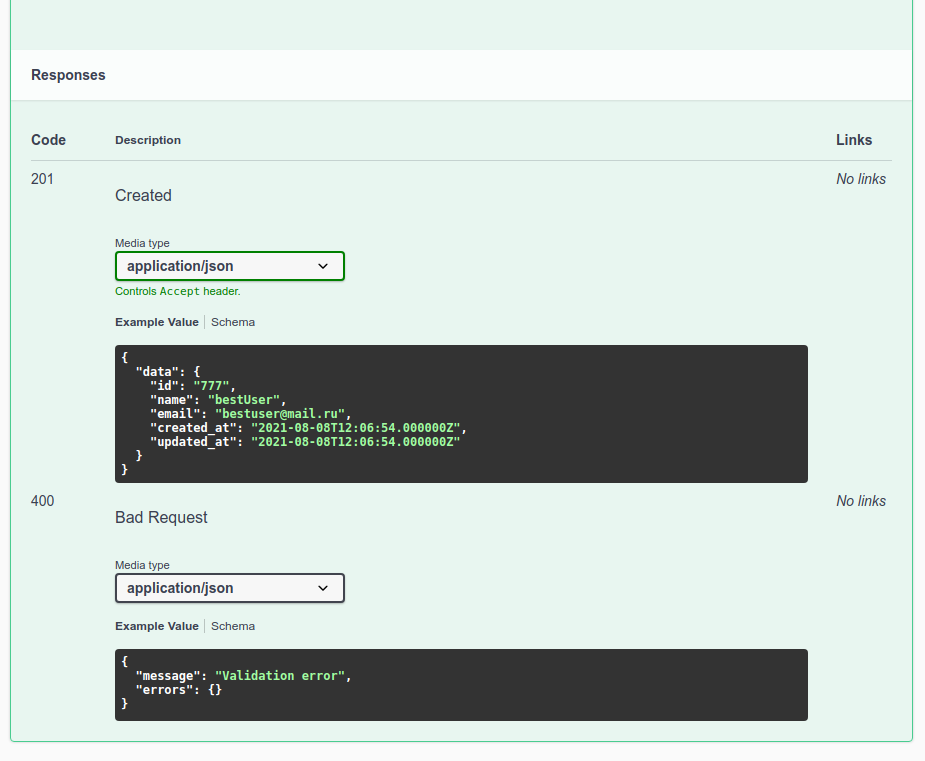 Responses
Code Description Links
201 No links
Created
Media type
application/json
Controls Accept header.
Example Value Schema
{
  "data": {
    "id": "777",
    "name": "bestUser",
    "email": "bestuser@mail.ru",
    "created_at": "2021-08-08T12:06:54.000000Z",
    "updated_at": "2021-08-08T12:06:54.000000Z"
  }
}
400 No links
Bad Request
Media type
application/json
Example Value Schema
{
  "message": "Validation error",
  "errors": {}
}